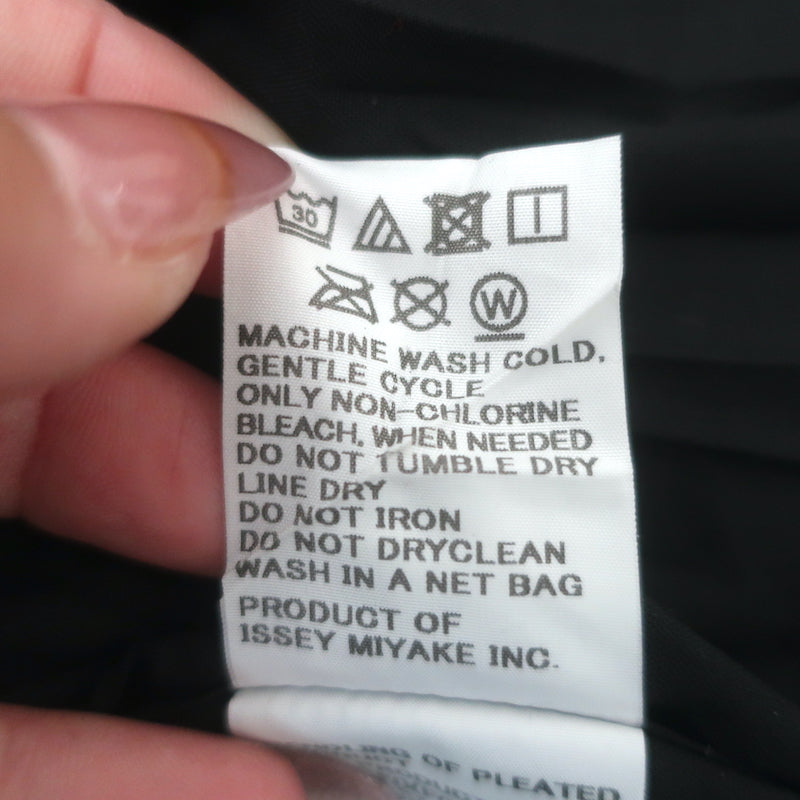 30
W
MACHINE WASH COLD,
GENTLE CYCLE
ONLY NON-CHLORINE
BLEACH, WHEN NEEDED
DO NOT TUMBLE DRY
LINE DRY
DO NOT IRON
DO NOT DRYCLEAN
WASH IN A NET BAG
PRODUCT OF
ISSEY MIYAKE INC.
OF PLEATED